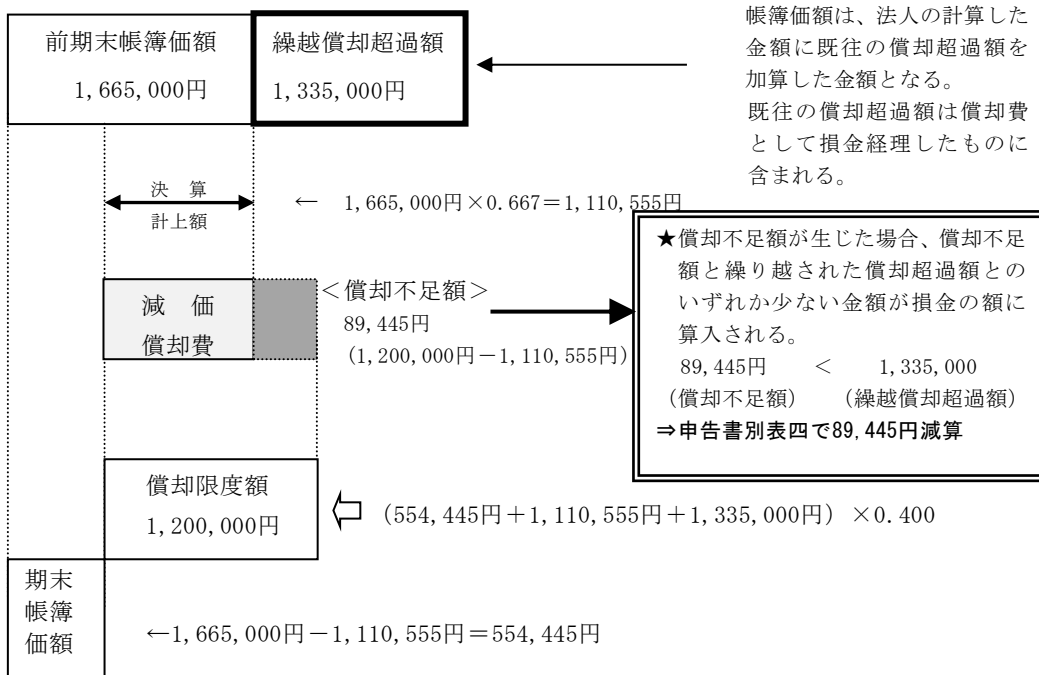 前期末帳簿価額
1,665,000円
繰越償却超過額
1,335,000円
帳簿価額は、法人の計算した
金額に既往の償却超過額を
加算した金額となる。
既往の償却超過額は償却費
として損金経理したものに
含まれる。
決 算
計上額
← 1,665,000円×0.667＝1,110,555円
減 価
償却費
＜償却不足額＞
89,445円
（1,200,000円－1,110,555円）
★償却不足額が生じた場合、償却不足
額と繰り越された償却超過額との
いずれか少ない金額が損金の額に
算入される。
89,445円 ＜ 1,335,000
（償却不足額） （繰越償却超過額）
⇒申告書別表四で89,445円減算
償却限度額
1,200,000円
（554,445円＋1,110,555円＋1,335,000円）×0.400
期末
帳簿
価額
←1,665,000円－1,110,555円＝554,445円